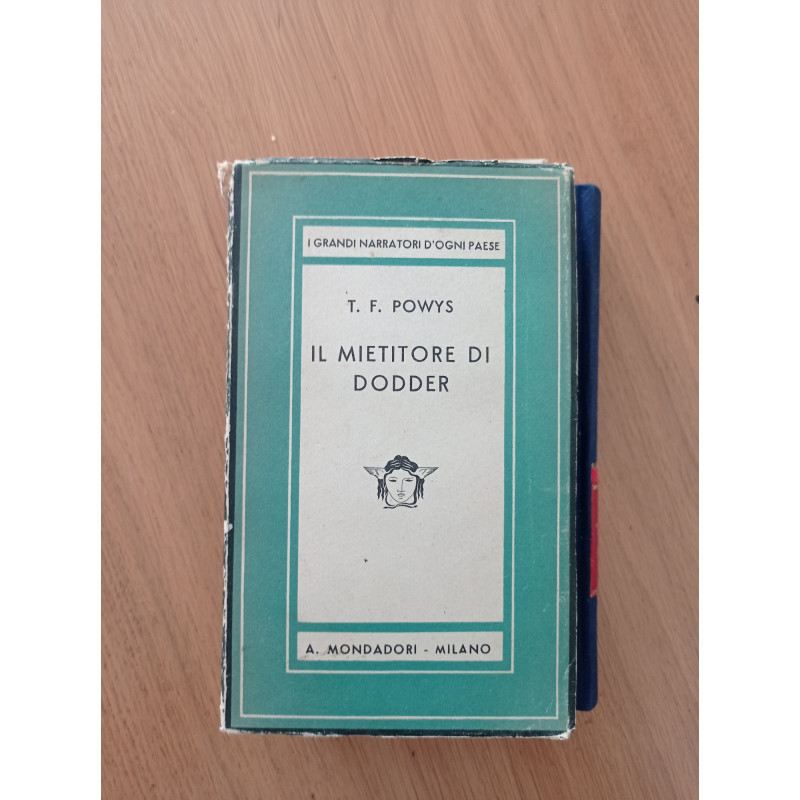 I GRANDI NARRATORI D'OGNI PAESE
T. F. POWYS
IL MIETITORE DI
DODDER
A. MONDADORI - MILANO